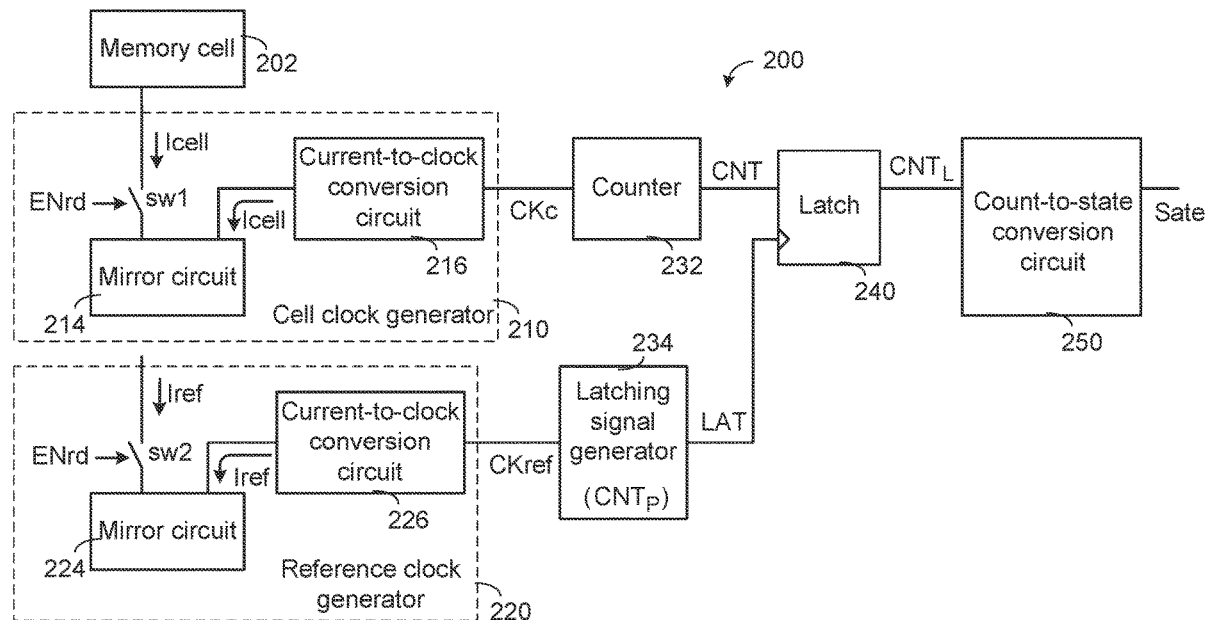 Memory cell
202
200
Icell
ENrd
sw1
Mirror circuit
214
Icell
Current-to-clock
conversion
circuit
216
Cell clock generator
210
CKc
Counter
232
CNT
Latch
240
CNTL
Count-to-state
conversion
circuit
250
Sate
Iref
ENrd
sw2
Mirror circuit
224
Iref
Current-to-clock
conversion
circuit
226
Reference clock
generator
220
CKref
234
Latching
signal
generator
(CNTP)
LAT